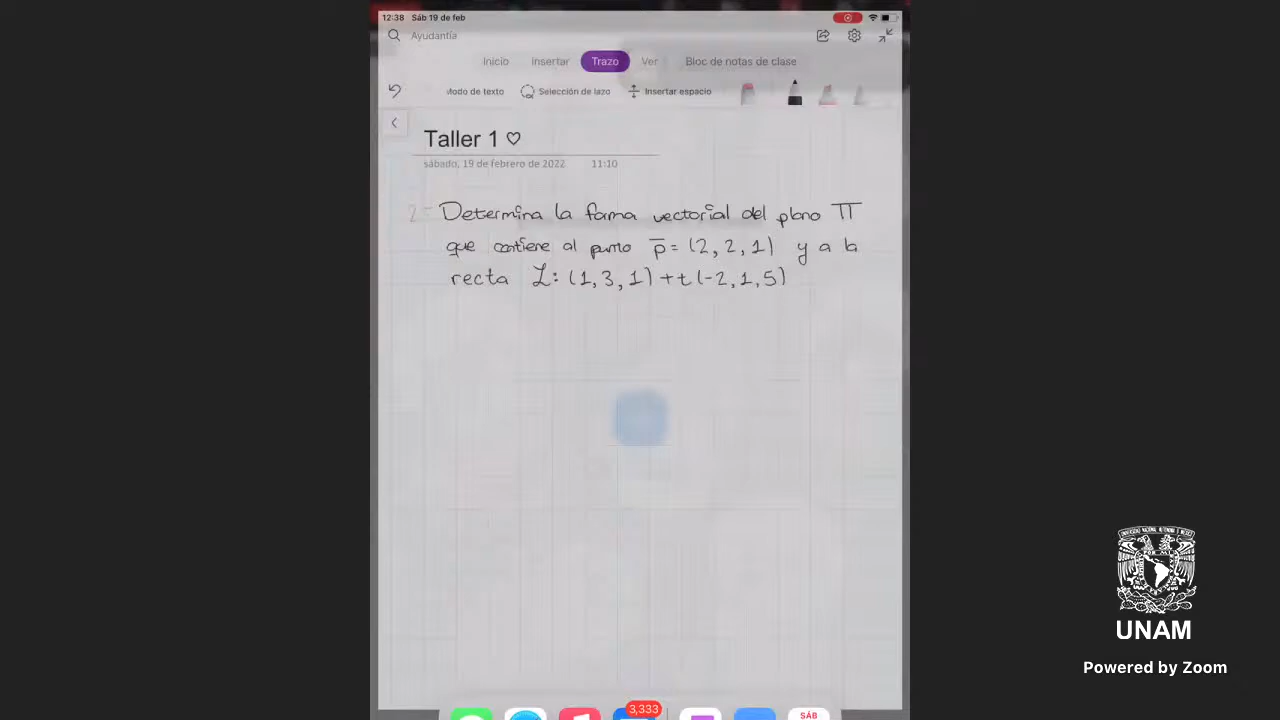 12:38 Sáb 19 de feb
Ayudantía
Inicio Insertar Trazo Ver Bloc de notas de clase
Modo de texto Selección de lazo Insertar espacio
Taller 1 ♡
sábado, 19 de febrero de 2022 11:10
2- Determina la forma vectorial del plano π
que contiene al punto p̅ = (2, 2, 1) y a la
recta L: (1, 3, 1) + t(-2, 1, 5)
3,333
SÁB
UNAM
Powered by Zoom